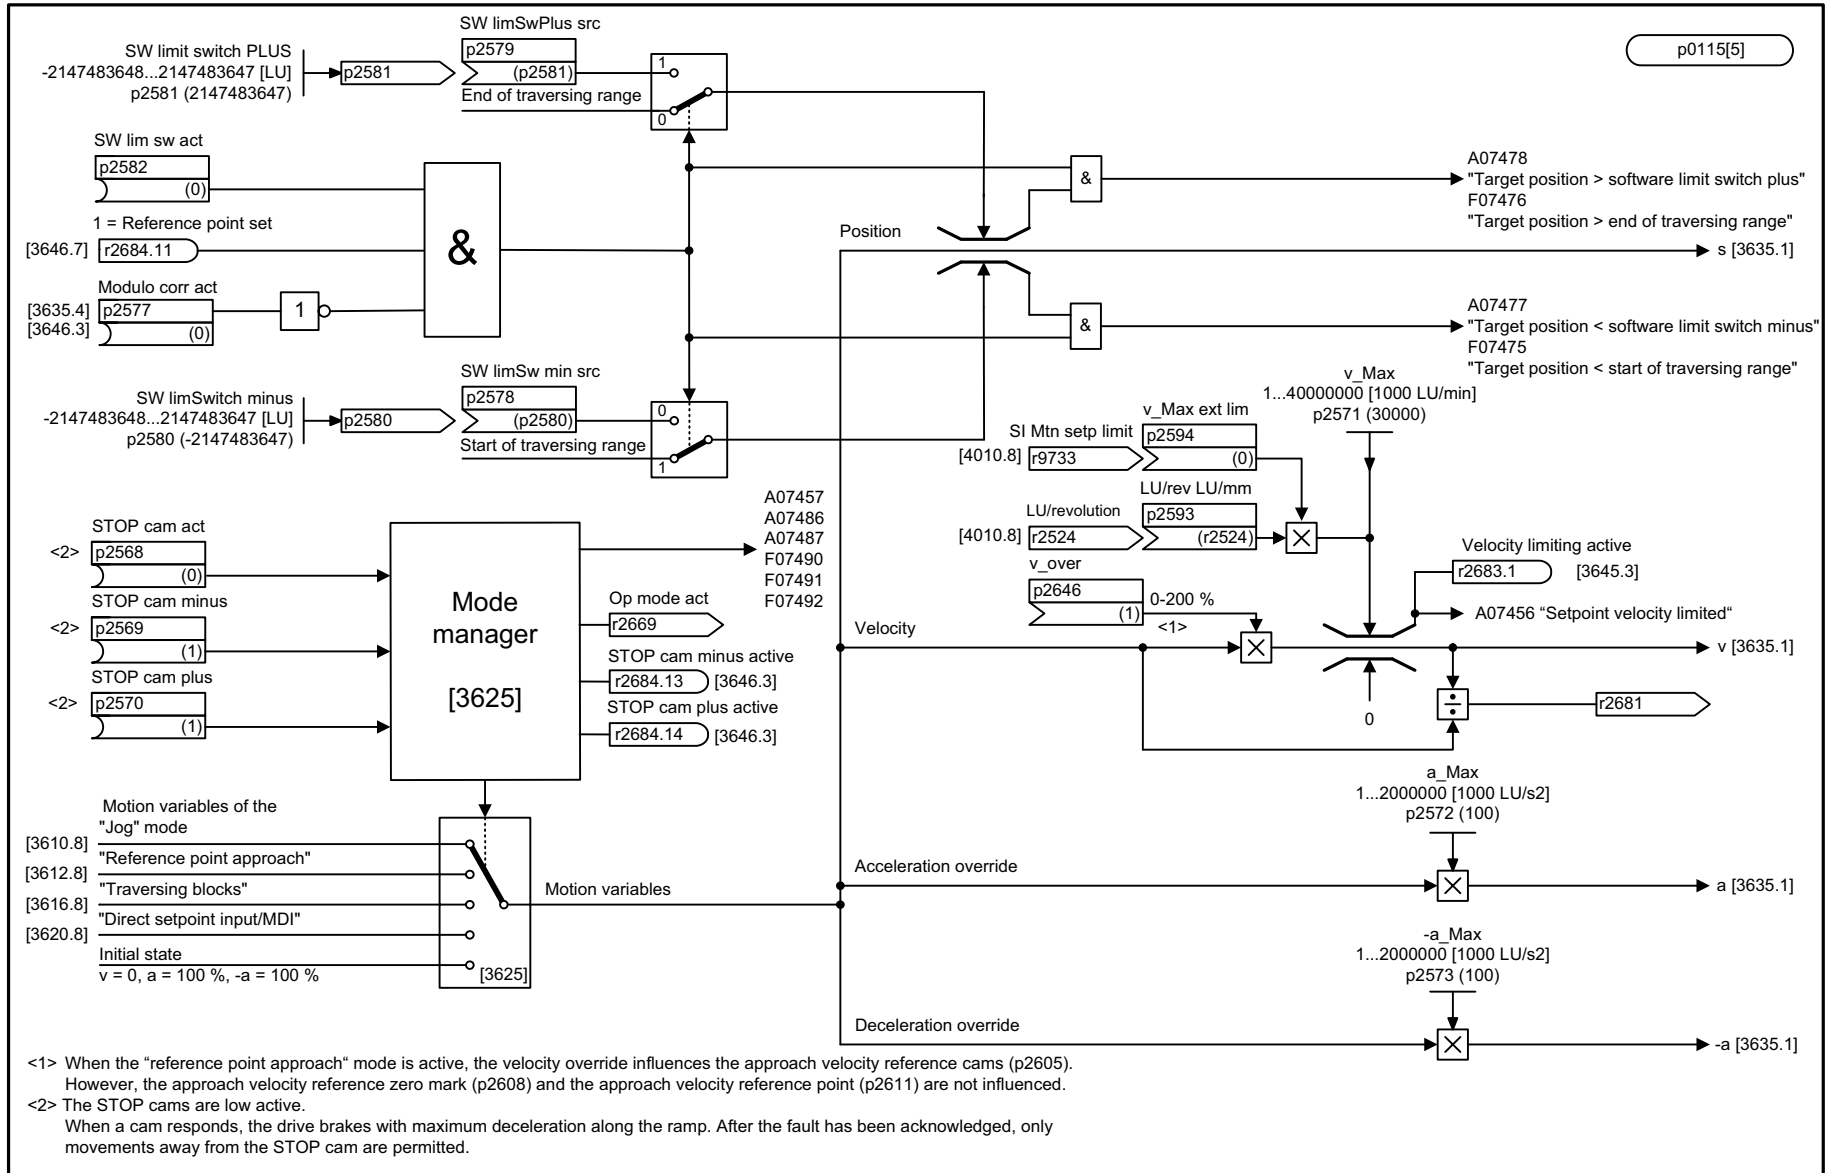 SW limSwPlus src
SW limit switch PLUS
-2147483648...2147483647 [LU]
p2581 (2147483647)
p2581
p2579
(p2581)
End of traversing range
1
0
p0115[5]
SW lim sw act
p2582
(0)
1 = Reference point set
[3646.7]
r2684.11
Modulo corr act
[3635.4]
[3646.3]
p2577
(0)
1
&
&
A07478
"Target position > software limit switch plus"
F07476
"Target position > end of traversing range"
Position
s [3635.1]
&
A07477
"Target position < software limit switch minus"
F07475
"Target position < start of traversing range"
SW limSw min src
SW limSwitch minus
-2147483648...2147483647 [LU]
p2580 (-2147483647)
p2580
p2578
(p2580)
Start of traversing range
0
1
v_Max
1...40000000 [1000 LU/min]
p2571 (30000)
v_Max ext lim
SI Mtn setp limit
p2594
(0)
[4010.8]
r9733
LU/rev LU/mm
LU/revolution
p2593
(r2524)
[4010.8]
r2524
v_over
p2646
(1)
0-200 %
<1>
Velocity limiting active
r2683.1
[3645.3]
A07456 “Setpoint velocity limited“
Velocity
v [3635.1]
0
r2681
STOP cam act
<2>
p2568
(0)
STOP cam minus
<2>
p2569
(1)
STOP cam plus
<2>
p2570
(1)
Mode
manager
[3625]
A07457
A07486
A07487
F07490
F07491
F07492
Op mode act
r2669
STOP cam minus active
r2684.13
[3646.3]
STOP cam plus active
r2684.14
[3646.3]
Motion variables of the
"Jog" mode
[3610.8]
"Reference point approach"
[3612.8]
"Traversing blocks"
[3616.8]
"Direct setpoint input/MDI"
[3620.8]
Initial state
v = 0, a = 100 %, -a = 100 %
[3625]
Motion variables
a_Max
1...2000000 [1000 LU/s2]
p2572 (100)
Acceleration override
a [3635.1]
-a_Max
1...2000000 [1000 LU/s2]
p2573 (100)
Deceleration override
-a [3635.1]
<1> When the “reference point approach“ mode is active, the velocity override influences the approach velocity reference cams (p2605).
However, the approach velocity reference zero mark (p2608) and the approach velocity reference point (p2611) are not influenced.
<2> The STOP cams are low active.
When a cam responds, the drive brakes with maximum deceleration along the ramp. After the fault has been acknowledged, only
movements away from the STOP cam are permitted.